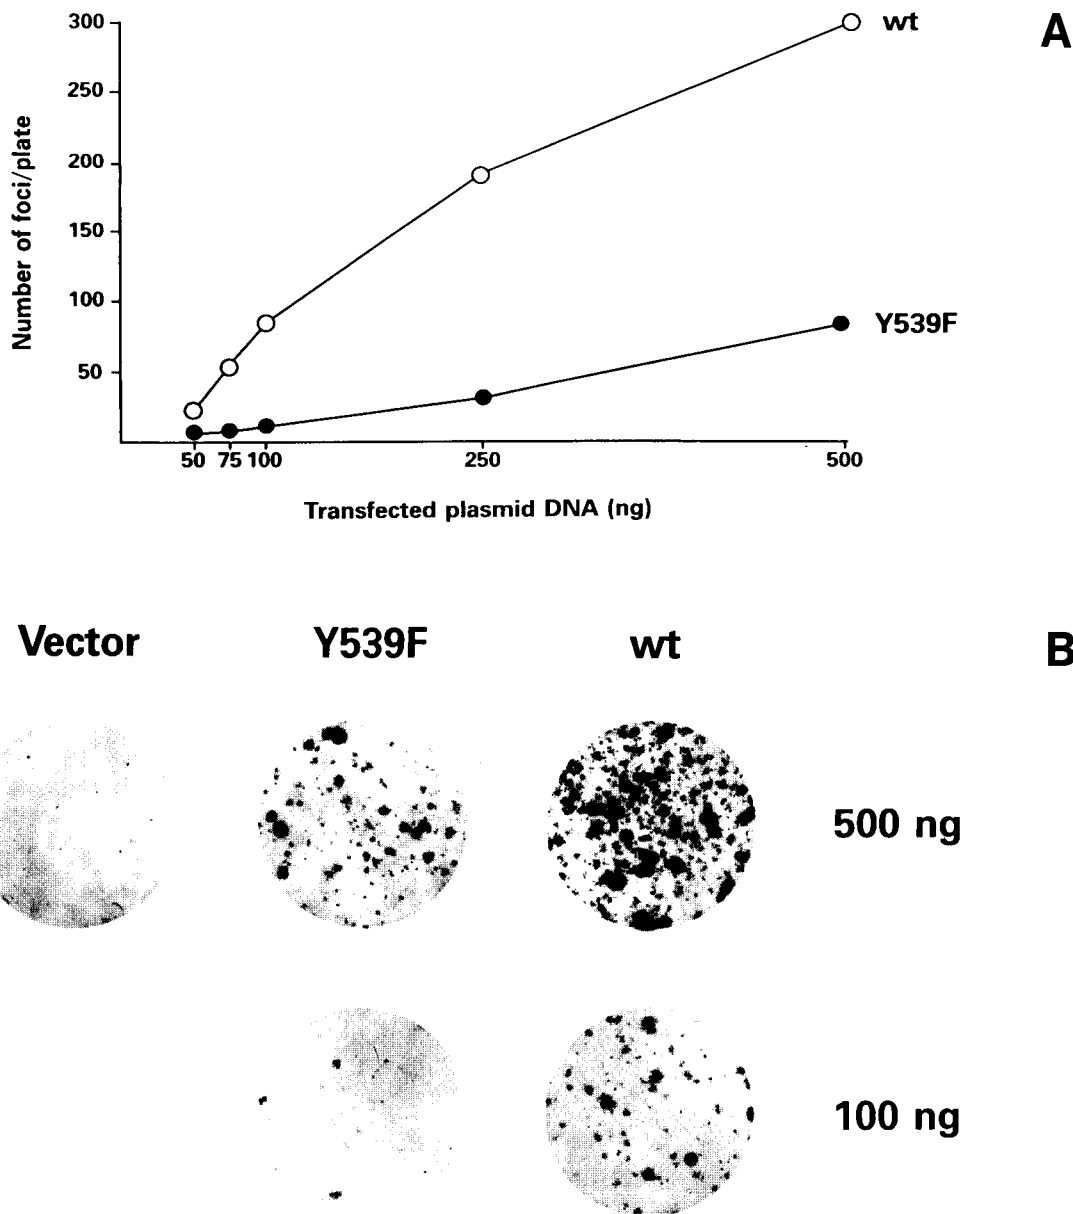 A
300
250
200
150
100
50
Number of foci/plate
wt
Y539F
50 75 100 250 500
Transfected plasmid DNA (ng)
B
Vector Y539F wt
500 ng
100 ng